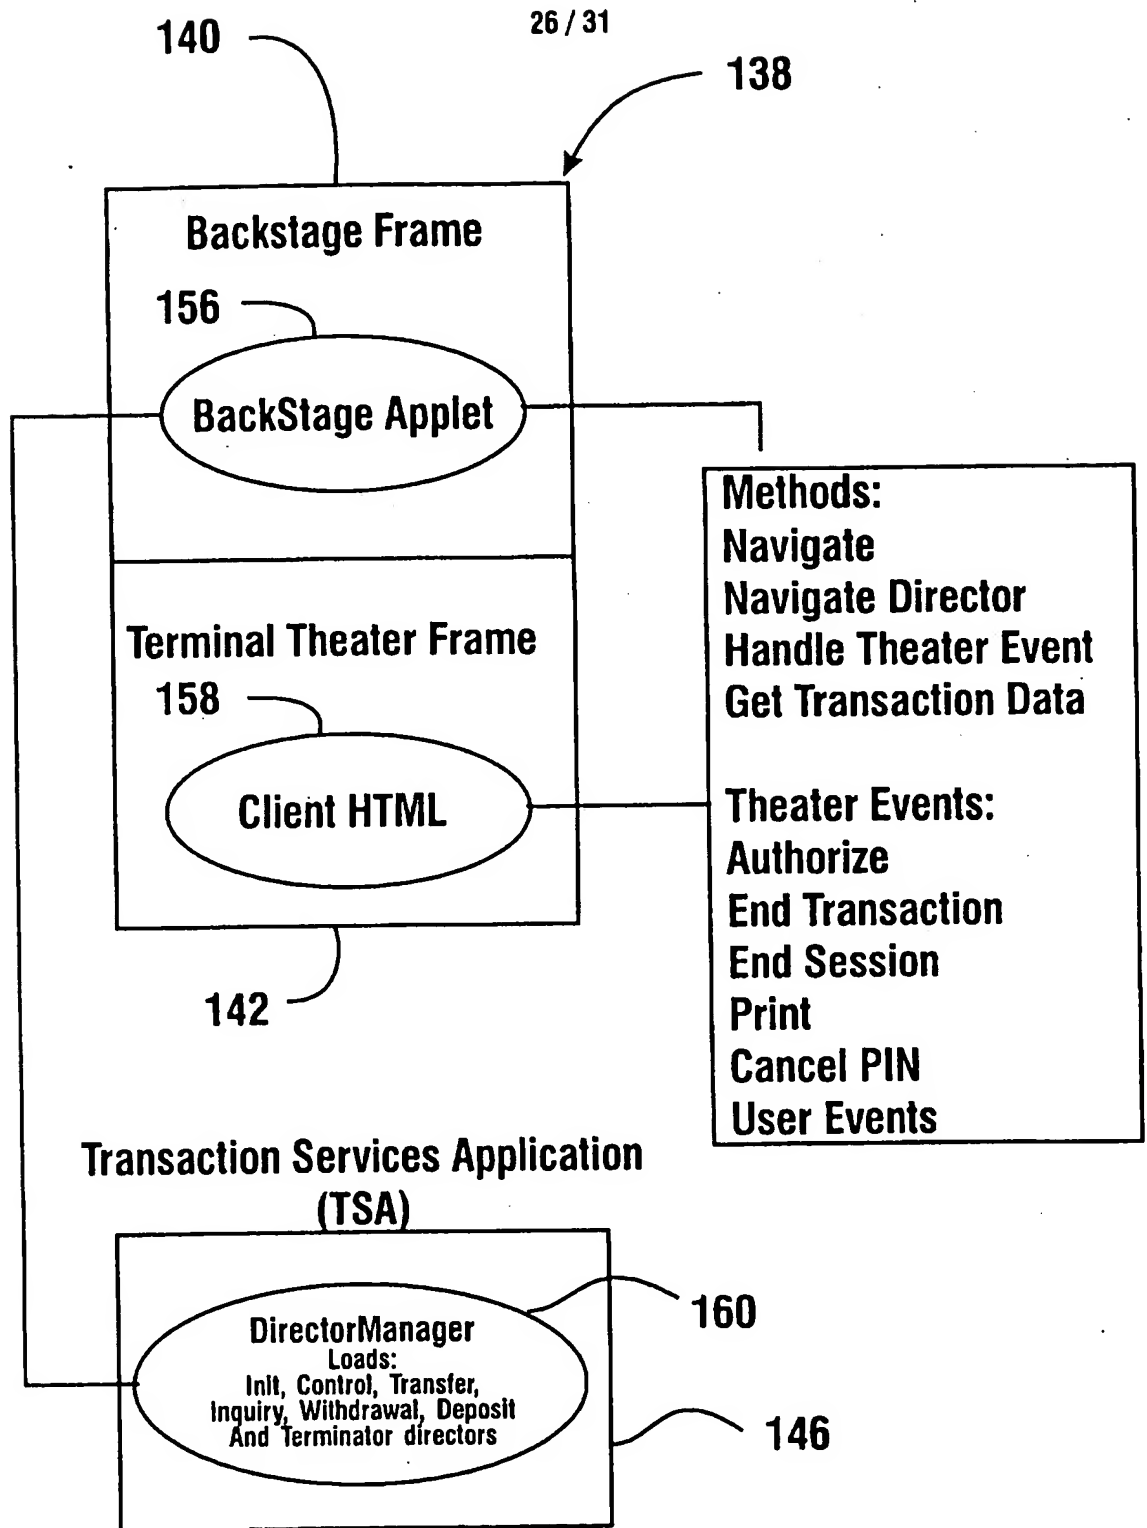 26 / 31
140
138
Backstage Frame
156
BackStage Applet
Methods:
Navigate
Navigate Director
Handle Theater Event
Get Transaction Data
Theater Events:
Authorize
End Transaction
End Session
Print
Cancel PIN
User Events
Terminal Theater Frame
158
Client HTML
142
Transaction Services Application
(TSA)
DirectorManager
Loads:
Init, Control, Transfer,
Inquiry, Withdrawal, Deposit
And Terminator directors
160
146